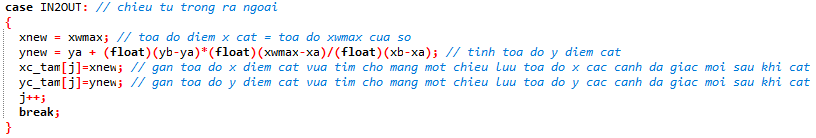 case IN2OUT: // chieu tu trong ra ngoai
{
xnew = xwmax; // toa do diem x cat = toa do xwmax cua so
ynew = ya + (float)(yb-ya)*(float)(xwmax-xa)/(float)(xb-xa); // tinh toa do y diem cat
xc_tam[j]=xnew; // gan toa do x diem cat vua tim cho mang mot chieu luu toa do x cac canh da giac moi sau khi cat
yc_tam[j]=ynew; // gan toa do y diem cat vua tim cho mang mot chieu luu toa do y cac canh da giac moi sau khi cat
j++;
break;
}